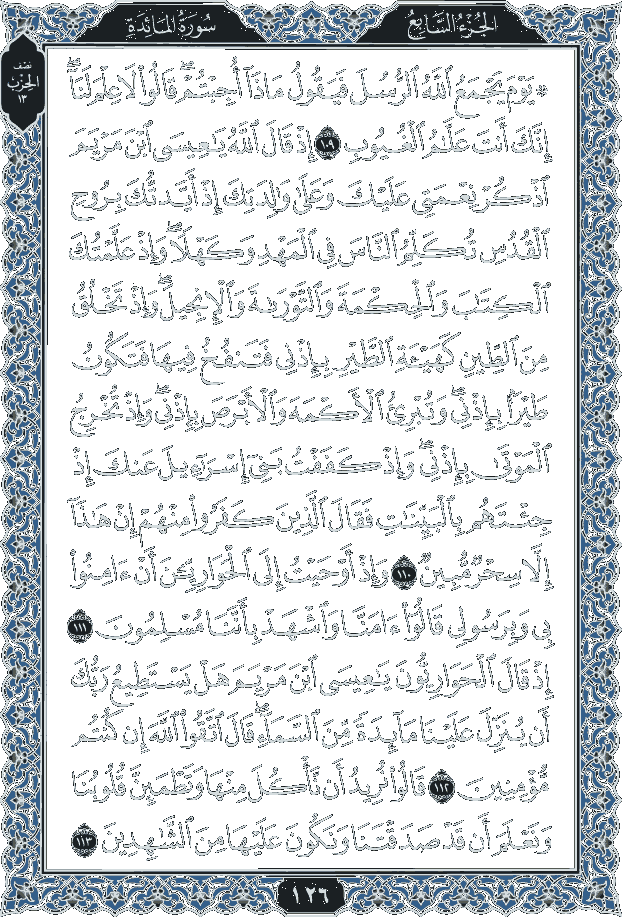 الجزء السابع
سورة المائدة
نصف
الحزب
١٣
۞ يَوْمَ يَجْمَعُ ٱللَّهُ ٱلرُّسُلَ فَيَقُولُ مَاذَآ أُجِبْتُمْ ۖ قَالُوا۟ لَا عِلْمَ لَنَآ ۖ
إِنَّكَ أَنتَ عَلَّٰمُ ٱلْغُيُوبِ ١٠٩ إِذْ قَالَ ٱللَّهُ يَٰعِيسَى ٱبْنَ مَرْيَمَ
ٱذْكُرْ نِعْمَتِى عَلَيْكَ وَعَلَىٰ وَٰلِدَتِكَ إِذْ أَيَّدتُّكَ بِرُوحِ
ٱلْقُدُسِ تُكَلِّمُ ٱلنَّاسَ فِى ٱلْمَهْدِ وَكَهْلًا ۖ وَإِذْ عَلَّمْتُكَ
ٱلْكِتَٰبَ وَٱلْحِكْمَةَ وَٱلتَّوْرَىٰةَ وَٱلْإِنجِيلَ ۖ وَإِذْ تَخْلُقُ
مِنَ ٱلطِّينِ كَهَيْـَٔةِ ٱلطَّيْرِ بِإِذْنِى فَتَنفُخُ فِيهَا فَتَكُونُ
طَيْرًۢا بِإِذْنِى ۖ وَتُبْرِئُ ٱلْأَكْمَهَ وَٱلْأَبْرَصَ بِإِذْنِى ۖ وَإِذْ تُخْرِجُ
ٱلْمَوْتَىٰ بِإِذْنِى ۖ وَإِذْ كَفَفْتُ بَنِىٓ إِسْرَٰٓءِيلَ عَنكَ إِذْ
جِئْتَهُم بِٱلْبَيِّنَٰتِ فَقَالَ ٱلَّذِينَ كَفَرُوا۟ مِنْهُمْ إِنْ هَٰذَآ
إِلَّا سِحْرٌ مُّبِينٌ ١١٠ وَإِذْ أَوْحَيْتُ إِلَى ٱلْحَوَارِيِّـۧنَ أَنْ ءَامِنُوا۟
بِى وَبِرَسُولِى قَالُوٓا۟ ءَامَنَّا وَٱشْهَدْ بِأَنَّنَا مُسْلِمُونَ ١١١
إِذْ قَالَ ٱلْحَوَارِيُّونَ يَٰعِيسَى ٱبْنَ مَرْيَمَ هَلْ يَسْتَطِيعُ رَبُّكَ
أَن يُنَزِّلَ عَلَيْنَا مَآئِدَةً مِّنَ ٱلسَّمَآءِ ۖ قَالَ ٱتَّقُوا۟ ٱللَّهَ إِن كُنتُم
مُّؤْمِنِينَ ١١٢ قَالُوا۟ نُرِيدُ أَن نَّأْكُلَ مِنْهَا وَتَطْمَئِنَّ قُلُوبُنَا
وَنَعْلَمَ أَن قَدْ صَدَقْتَنَا وَنَكُونَ عَلَيْهَا مِنَ ٱلشَّٰهِدِينَ ١١٣
١٢٦